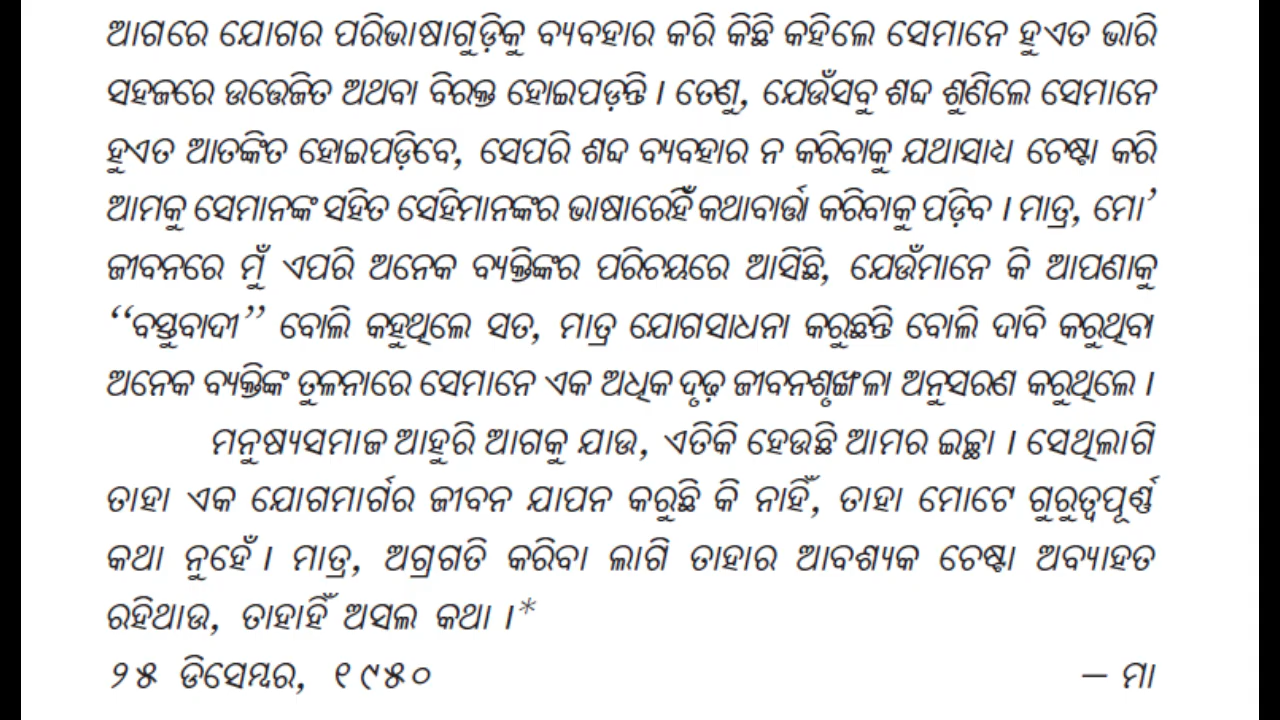 ଆଗରେ ଯୋଗର ପରିଭାଷାଗୁଡ଼ିକୁ ବ୍ୟବହାର କରି କିଛି କହିଲେ ସେମାନେ ହୁଏତ ଭାରି
ସହଜରେ ଉତ୍ତେଜିତ ଅଥବା ବିରକ୍ତ ହୋଇପଡ଼ନ୍ତି । ତେଣୁ, ଯେଉଁସବୁ ଶବ୍ଦ ଶୁଣିଲେ ସେମାନେ
ହୁଏତ ଆତଙ୍କିତ ହୋଇପଡ଼ିବେ, ସେପରି ଶବ୍ଦ ବ୍ୟବହାର ନ କରିବାକୁ ଯଥାସାଧ୍ୟ ଚେଷ୍ଟା କରି
ଆମକୁ ସେମାନଙ୍କ ସହିତ ସେହିମାନଙ୍କର ଭାଷାରେହିଁ କଥାବାର୍ତ୍ତା କରିବାକୁ ପଡ଼ିବ । ମାତ୍ର, ମୋ’
ଜୀବନରେ ମୁଁ ଏପରି ଅନେକ ବ୍ୟକ୍ତିଙ୍କର ପରିଚୟରେ ଆସିଛି, ଯେଉଁମାନେ କି ଆପଣାକୁ
“ବସ୍ତୁବାଦୀ” ବୋଲି କହୁଥିଲେ ସତ, ମାତ୍ର ଯୋଗସାଧନା କରୁଛନ୍ତି ବୋଲି ଦାବି କରୁଥିବା
ଅନେକ ବ୍ୟକ୍ତିଙ୍କ ତୁଳନାରେ ସେମାନେ ଏକ ଅଧିକ ଦୃଢ଼ ଜୀବନଶୃଙ୍ଖଳା ଅନୁସରଣ କରୁଥିଲେ ।
ମନୁଷ୍ୟସମାଜ ଆହୁରି ଆଗକୁ ଯାଉ, ଏତିକି ହେଉଛି ଆମର ଇଚ୍ଛା । ସେଥିଲାଗି
ତାହା ଏକ ଯୋଗମାର୍ଗର ଜୀବନ ଯାପନ କରୁଛି କି ନାହିଁ, ତାହା ମୋଟେ ଗୁରୁତ୍ୱପୂର୍ଣ୍ଣ
କଥା ନୁହେଁ । ମାତ୍ର, ଅଗ୍ରଗତି କରିବା ଲାଗି ତାହାର ଆବଶ୍ୟକ ଚେଷ୍ଟା ଅବ୍ୟାହତ
ରହିଥାଉ, ତାହାହିଁ ଅସଲ କଥା ।*
୨୫ ଡିସେମ୍ବର, ୧୯୫୦ – ମା